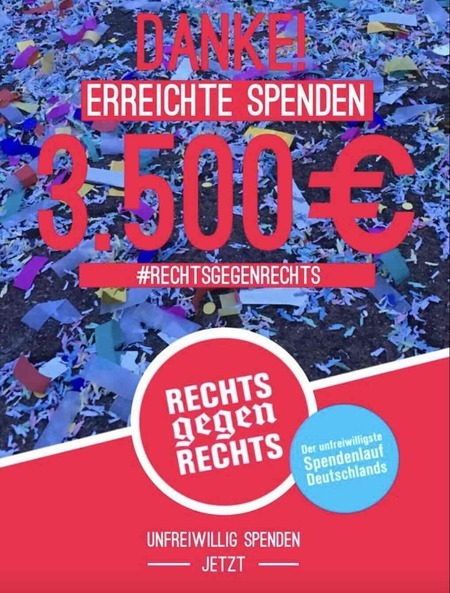 DANKE!
ERREICHTE SPENDEN
3.500€
#RECHTSGEGENRECHTS
RECHTS
gegen
RECHTS
Der unfreiwilligste
Spendenlauf
Deutschlands
UNFREIWILLIG SPENDEN
JETZT